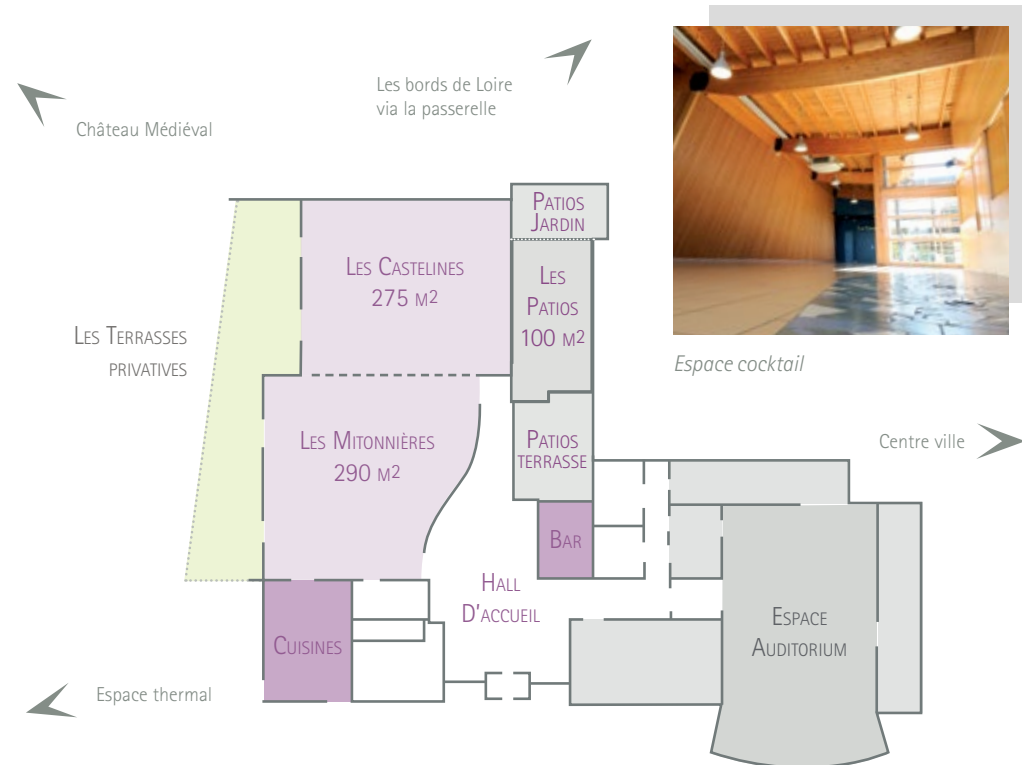 Les bords de Loire
via la passerelle
Château Médiéval
Patios
Jardin
Les Castelines
275 m²
Les
Patios
100 m²
Les Terrasses
privatives
Espace cocktail
Les Mitonnières
290 m²
Patios
terrasse
Centre ville
Bar
Hall
d'accueil
Espace
Auditorium
Cuisines
Espace thermal